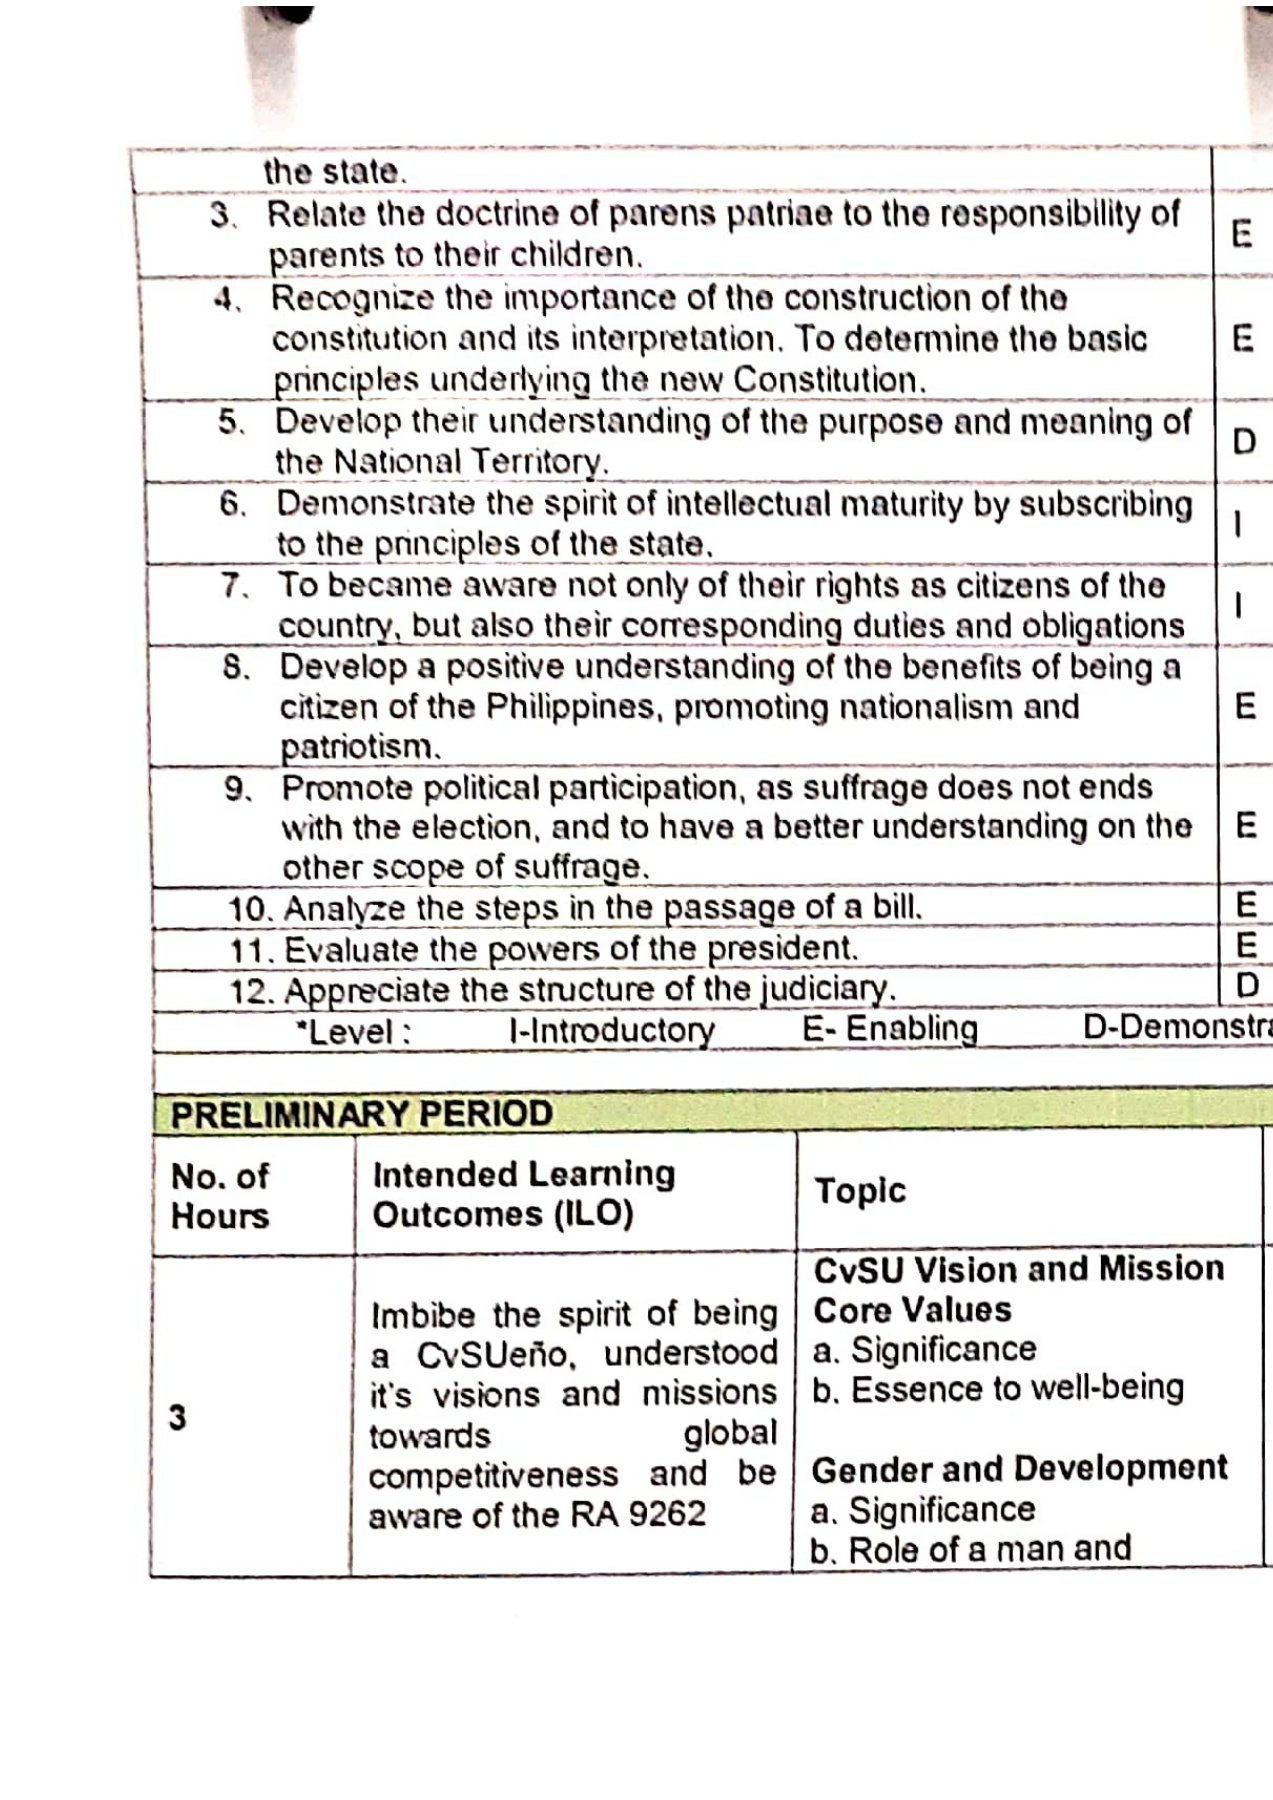 the state.
3. Relate the doctrine of parens patriae to the responsibility of
parents to their children.
E
4. Recognize the importance of the construction of the
constitution and its interpretation. To determine the basic
principles underlying the new Constitution.
E
5. Develop their understanding of the purpose and meaning of
the National Territory.
D
6. Demonstrate the spirit of intellectual maturity by subscribing
to the principles of the state.
I
7. To became aware not only of their rights as citizens of the
country, but also their corresponding duties and obligations
I
8. Develop a positive understanding of the benefits of being a
citizen of the Philippines, promoting nationalism and
patriotism.
E
9. Promote political participation, as suffrage does not ends
with the election, and to have a better understanding on the
other scope of suffrage.
E
10. Analyze the steps in the passage of a bill. E
11. Evaluate the powers of the president. E
12. Appreciate the structure of the judiciary. D
*Level : I-Introductory E- Enabling D-Demonstra
PRELIMINARY PERIOD
No. of
Hours
Intended Learning
Outcomes (ILO)
Topic
3
Imbibe the spirit of being
a CvSUeño, understood
it's visions and missions
towards global
competitiveness and be
aware of the RA 9262
CvSU Vision and Mission
Core Values
a. Significance
b. Essence to well-being
Gender and Development
a. Significance
b. Role of a man and